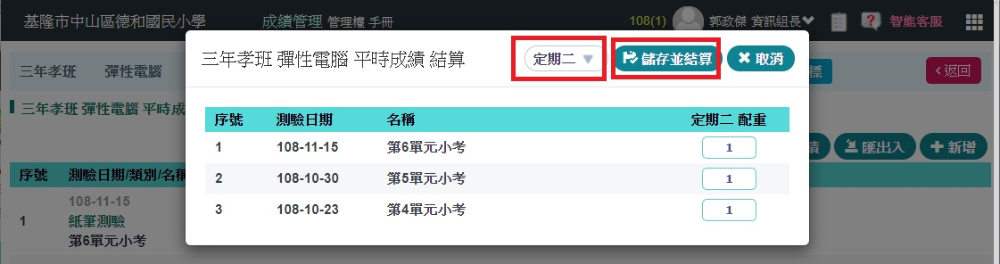 基隆市中山區德和國民小學 成績管理 管理權 手冊 108(1) 郭政傑 資訊組長 智能客服
三年孝班 彈性電腦 標 返回
三年孝班 彈性電腦 平時成績 結算 定期二 儲存並結算 取消
三年孝班 彈性電腦 平時成
績 匯出入 新增
序號 測驗日期 名稱 定期二 配重
1 108-11-15 第6單元小考 1
2 108-10-30 第5單元小考 1
3 108-10-23 第4單元小考 1
序號 測驗日期/類別/名稱
108-11-15
1 紙筆測驗
第6單元小考